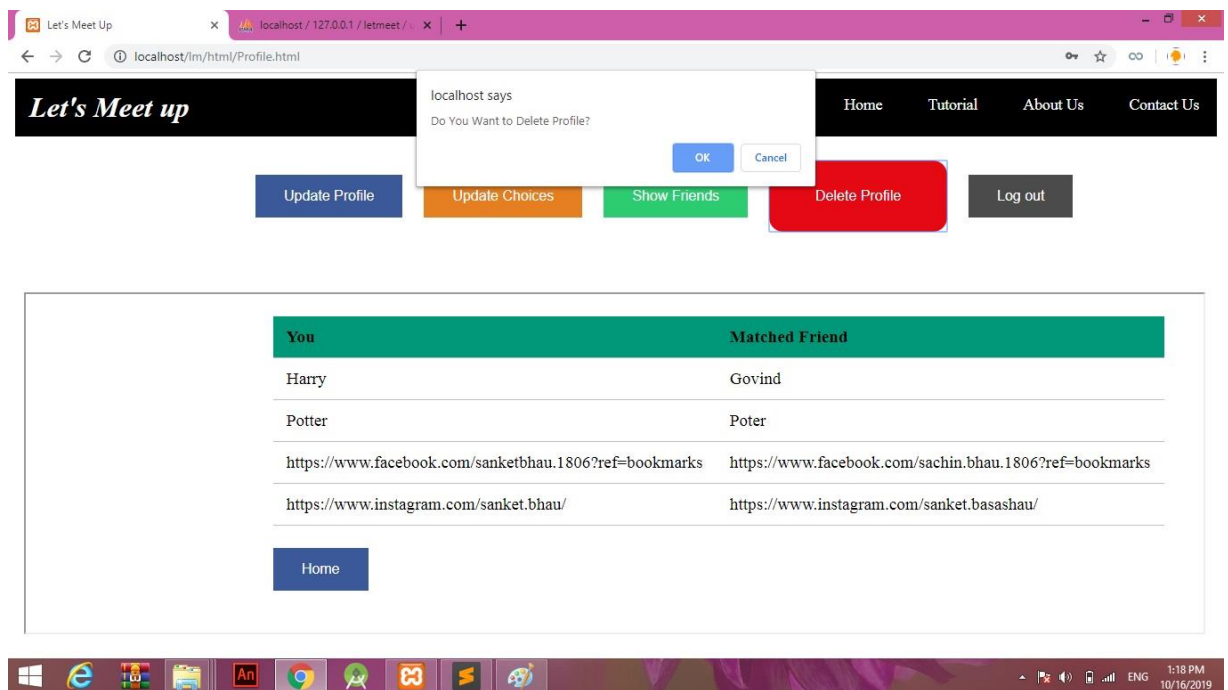 Let's Meet Up
localhost / 127.0.0.1 / letmeet /
localhost/lm/html/Profile.html
Let's Meet up
Home Tutorial About Us Contact Us
localhost says
Do You Want to Delete Profile?
OK Cancel
Update Profile Update Choices Show Friends Delete Profile Log out
You Matched Friend
Harry Govind
Potter Poter
https://www.facebook.com/sanketbhau.1806?ref=bookmarks https://www.facebook.com/sachin.bhau.1806?ref=bookmarks
https://www.instagram.com/sanket.bhau/ https://www.instagram.com/sanket.basashau/
Home
An
ENG 1:18 PM
10/16/2019